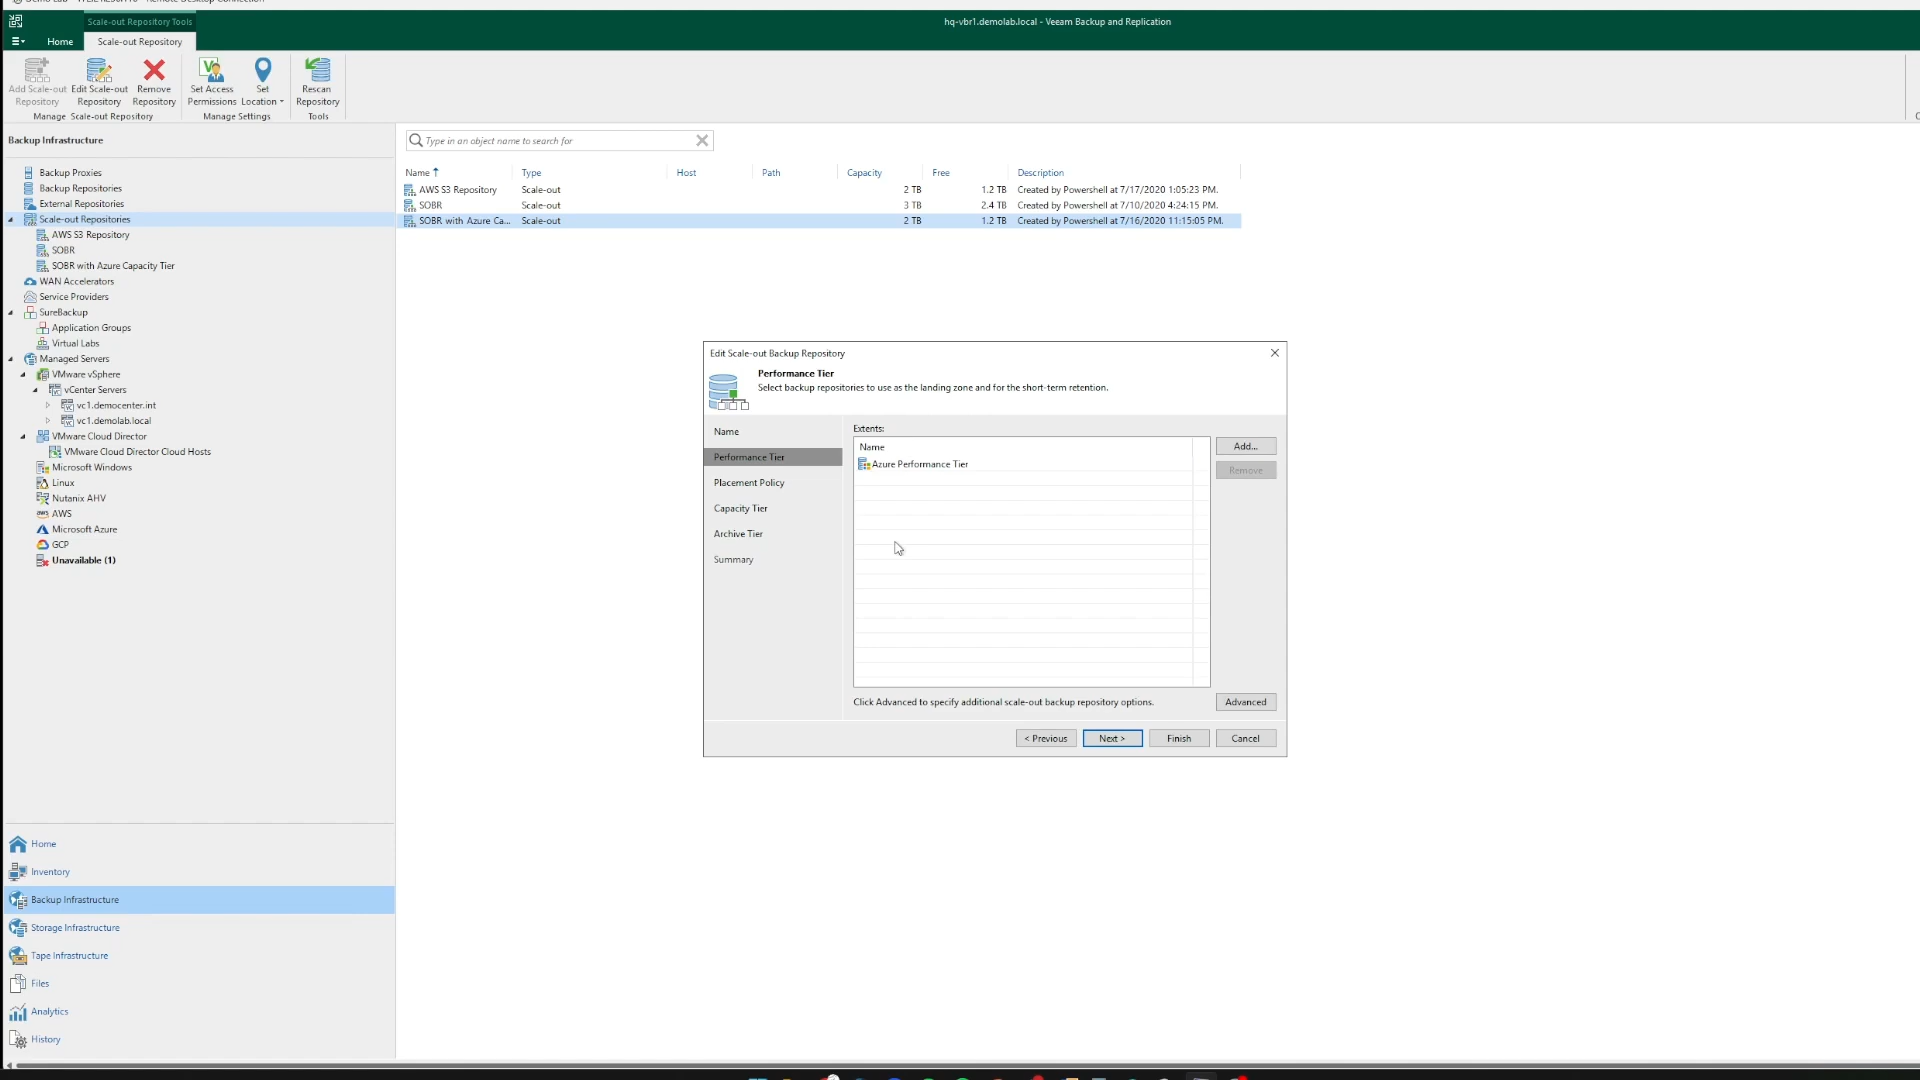 Scale-out Repository Tools
hq-vbr1.demolab.local - Veeam Backup and Replication
Home
Scale-out Repository
Add Scale-out Repository
Edit Scale-out Repository
Remove Repository
Set Access Permissions
Set Location
Rescan Repository
Manage Scale-out Repository
Manage Settings
Tools
Backup Infrastructure
Type in an object name to search for
Backup Proxies
Backup Repositories
External Repositories
Scale-out Repositories
AWS S3 Repository
SOBR
SOBR with Azure Capacity Tier
WAN Accelerators
Service Providers
SureBackup
Application Groups
Virtual Labs
Managed Servers
VMware vSphere
vCenter Servers
vc1.democenter.int
vc1.demolab.local
VMware Cloud Director
VMware Cloud Director Cloud Hosts
Microsoft Windows
Linux
Nutanix AHV
AWS
Microsoft Azure
GCP
Unavailable (1)
Name Type Host Path Capacity Free Description
AWS S3 Repository Scale-out 2 TB 1.2 TB Created by Powershell at 7/17/2020 1:05:23 PM.
SOBR Scale-out 3 TB 2.4 TB Created by Powershell at 7/10/2020 4:24:15 PM.
SOBR with Azure Ca... Scale-out 2 TB 1.2 TB Created by Powershell at 7/16/2020 11:15:05 PM.
Edit Scale-out Backup Repository
Performance Tier
Select backup repositories to use as the landing zone and for the short-term retention.
Name
Performance Tier
Placement Policy
Capacity Tier
Archive Tier
Summary
Extents:
Name
Azure Performance Tier
Add...
Remove
Click Advanced to specify additional scale-out backup repository options.
Advanced
< Previous
Next >
Finish
Cancel
Home
Inventory
Backup Infrastructure
Storage Infrastructure
Tape Infrastructure
Files
Analytics
History